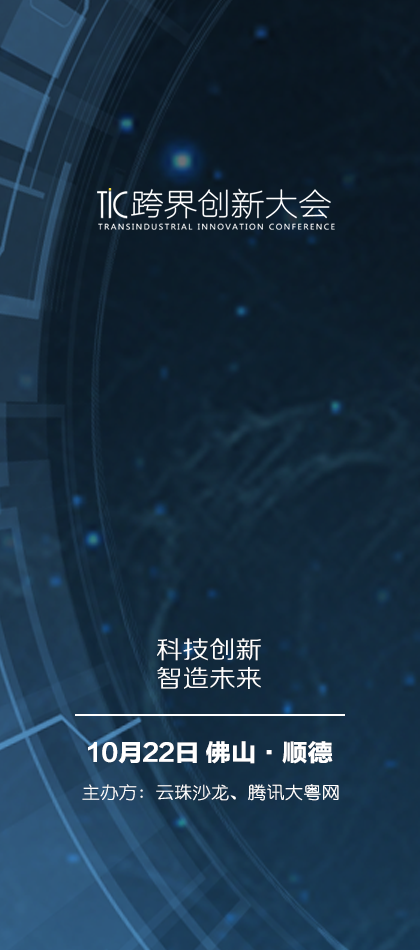 TiC跨界创新大会
TRANSINDUSTRIAL INNOVATION CONFERENCE
科技创新
智造未来
10月22日 佛山·顺德
主办方：云珠沙龙、腾讯大粤网